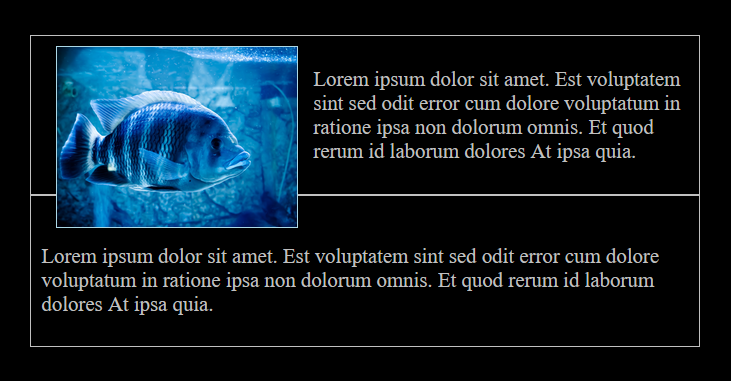 Lorem ipsum dolor sit amet. Est voluptatem
sint sed odit error cum dolore voluptatum in
ratione ipsa non dolorum omnis. Et quod
rerum id laborum dolores At ipsa quia.
Lorem ipsum dolor sit amet. Est voluptatem sint sed odit error cum dolore
voluptatum in ratione ipsa non dolorum omnis. Et quod rerum id laborum
dolores At ipsa quia.